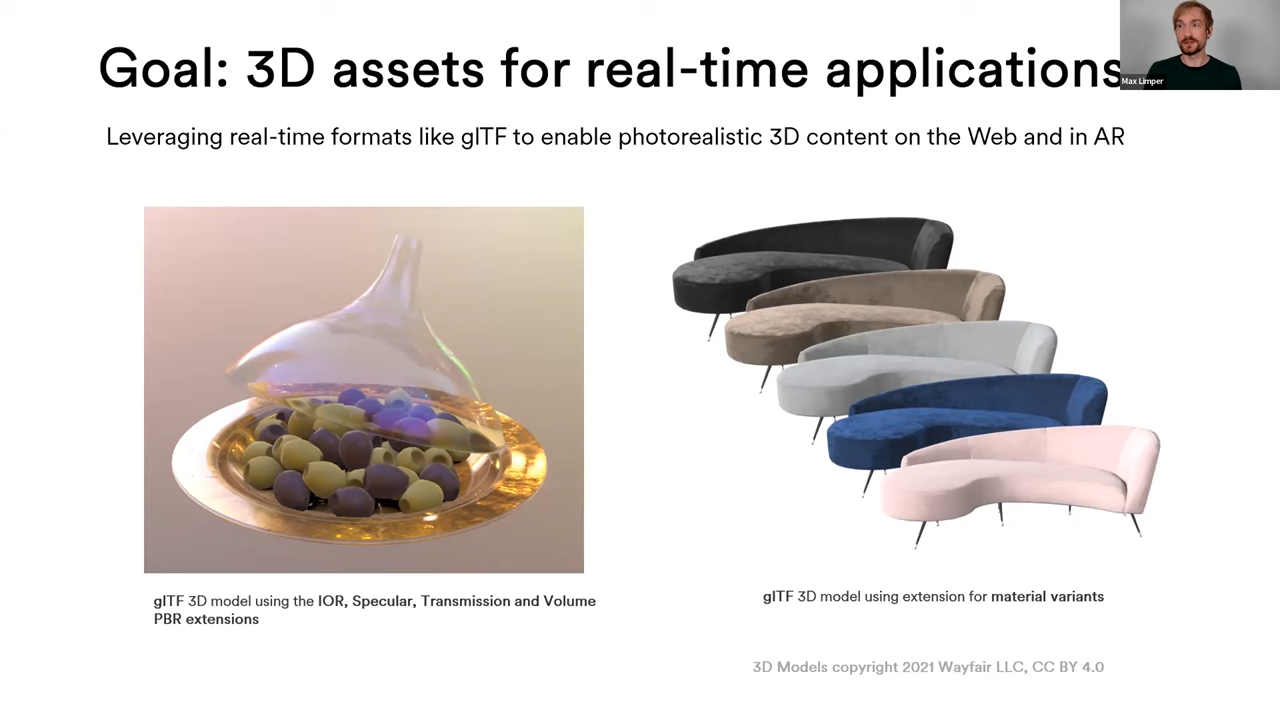 Goal: 3D assets for real-time applications
Max Limper
Leveraging real-time formats like glTF to enable photorealistic 3D content on the Web and in AR
glTF 3D model using the IOR, Specular, Transmission and Volume
PBR extensions
glTF 3D model using extension for material variants
3D Models copyright 2021 Wayfair LLC, CC BY 4.0